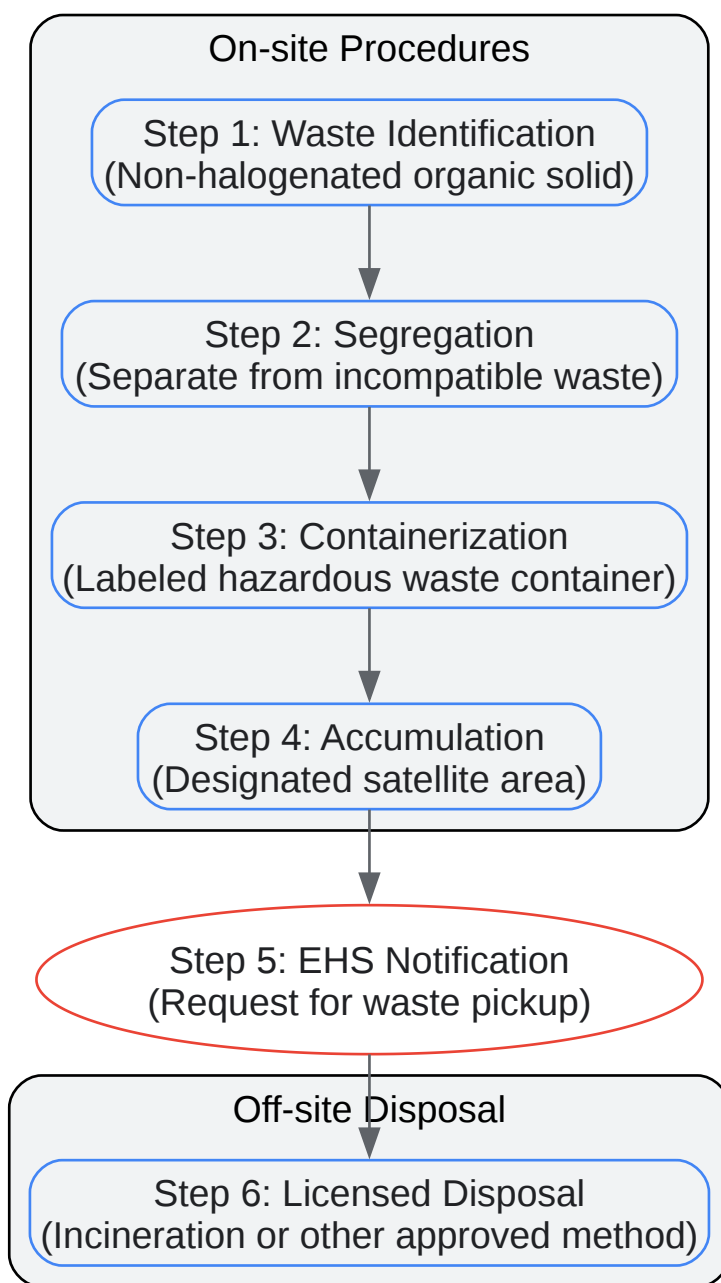 On-site Procedures
Step 1: Waste Identification
(Non-halogenated organic solid)
Step 2: Segregation
(Separate from incompatible waste)
Step 3: Containerization
(Labeled hazardous waste container)
Step 4: Accumulation
(Designated satellite area)
Step 5: EHS Notification
(Request for waste pickup)
Off-site Disposal
Step 6: Licensed Disposal
(Incineration or other approved method)